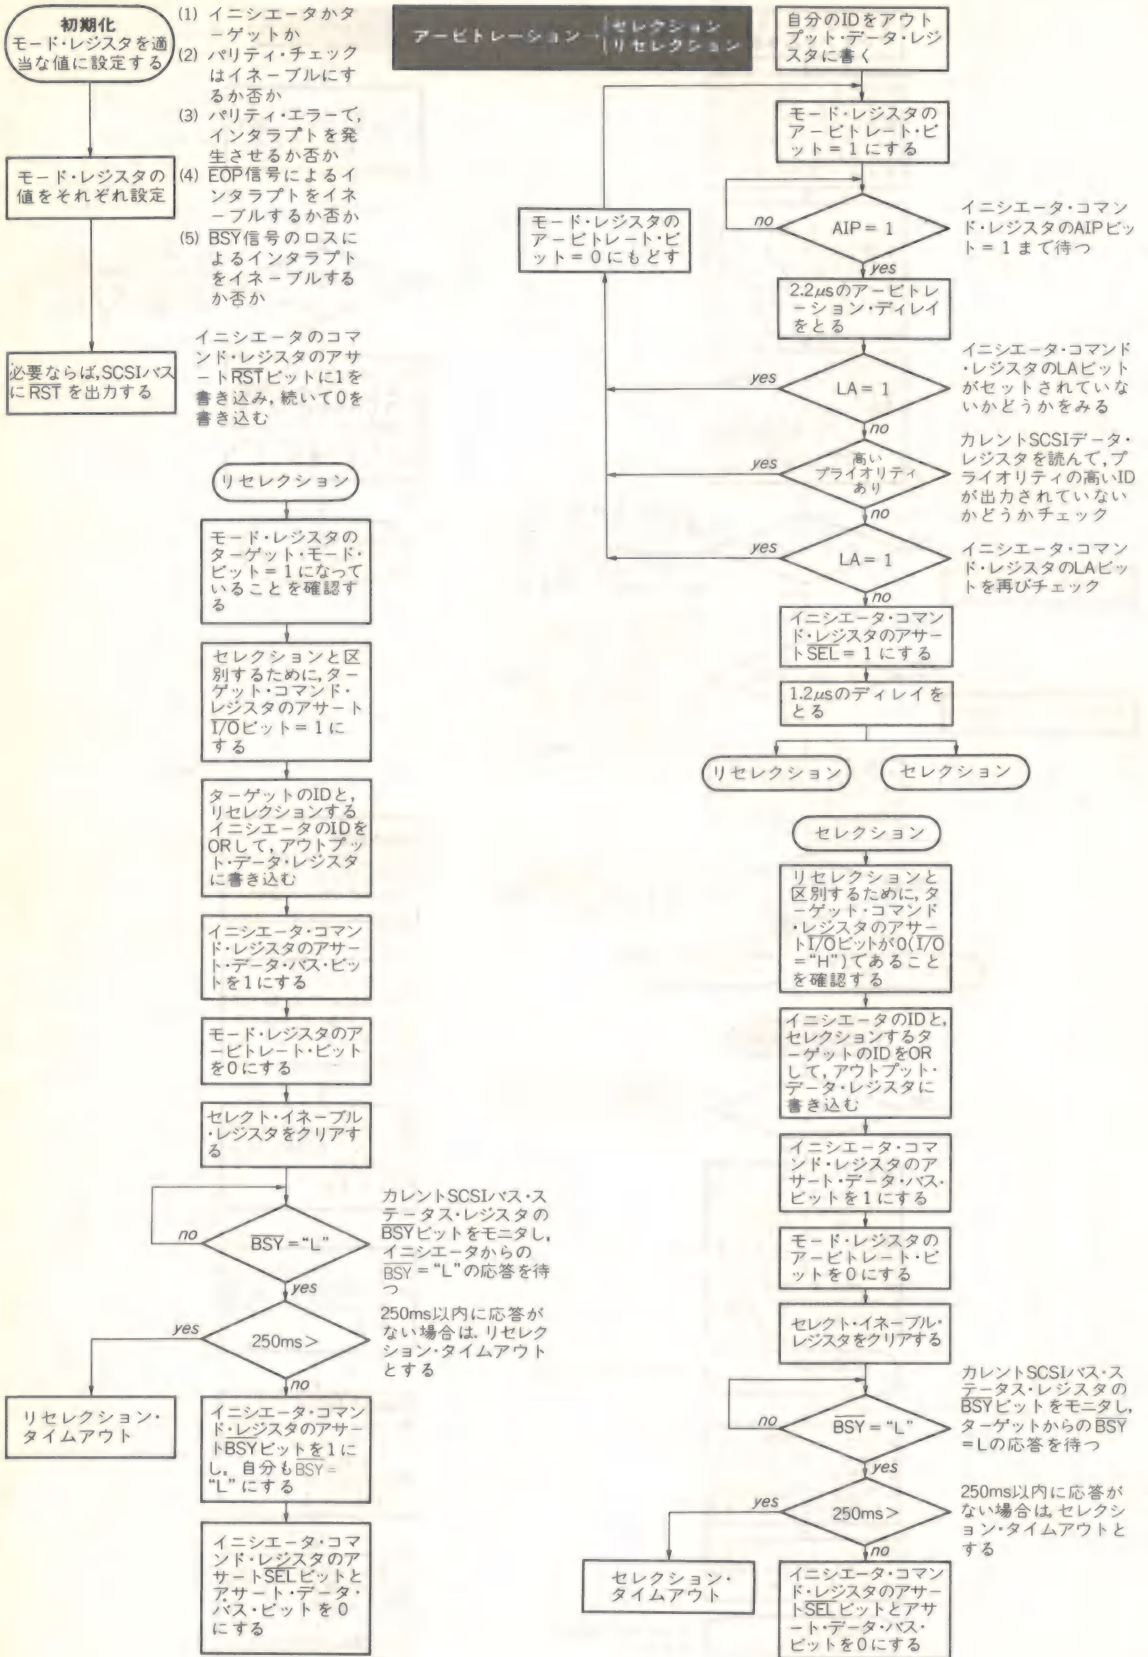 初期化
モード・レジスタを適
当な値に設定する
モード・レジスタの
値をそれぞれ設定
必要ならば,SCSIバス
にRST を出力する
(1) イニシエータかタ
ーゲットか
(2) パリティ・チェック
はイネーブルにす
るか否か
(3) パリティ・エラーで,
インタラプトを発
生させるか否か
(4) EOP信号によるイ
ンタラプトをイネ
ーブルするか否か
(5) BSY信号のロスに
よるインタラプト
をイネーブルする
か否か
イニシエータのコマ
ンド・レジスタのアサ
ートRSTビットに1を
書き込み, 続いて0を
書き込む
アービトレーション→
セレクション
リセレクション
自分のIDをアウト
プット・データ・レジ
スタに書く
モード・レジスタの
アービトレート・ビ
ット=1にする
モード・レジスタの
アービトレート・ビ
ット=0にもどす
no
AIP = 1
yes
イニシエータ・コマン
ド・レジスタのAIPビッ
ト=1まで待つ
2.2μsのアービトレ
ーション・ディレイ
をとる
yes
LA = 1
no
イニシエータ・コマンド
・レジスタのLAビット
がセットされていな
いかどうかをみる
yes
高い
プライオリティ
あり
no
カレントSCSIデータ・
レジスタを読んで,プ
ライオリティの高いID
が出力されていない
かどうかチェック
yes
LA = 1
no
イニシエータ・コマン
ド・レジスタのLAビッ
トを再びチェック
イニシエータ・コマン
ド・レジスタのアサー
トSEL = 1 にする
1.2μsのディレイを
とる
リセレクション
セレクション
リセレクション
モード・レジスタの
ターゲット・モード・
ビット=1になって
いることを確認す
る
セレクションと区
別するために,ター
ゲット・コマンド・
レジスタのアサート
I/Oビット=1に
する
ターゲットのIDと,
リセレクションする
イニシエータのIDを
ORして, アウトプッ
ト・データ・レジスタ
に書き込む
イニシエータ・コマン
ド・レジスタのアサー
ト・データ・バス・ビッ
トを1にする
モード・レジスタのア
ービトレート・ビット
を0にする
セレクト・イネーブル
・レジスタをクリアす
る
no
BSY = “L”
yes
カレントSCSIバス・ス
テータス・レジスタの
BSYビットをモニタし,
イニシエータからの
BSY = “L”の応答を待
つ
yes
250ms >
no
250ms以内に応答が
ない場合は, リセレク
ション・タイムアウト
とする
リセレクション・
タイムアウト
イニシエータ・コマン
ド・レジスタのアサー
トBSYビットを1に
し, 自分もBSY =
“L” にする
イニシエータ・コマ
ンド・レジスタのア
サートSELビットと
アサート・データ・
バス・ビットを0
にする
セレクション
リセレクションと
区別するために,タ
ーゲット・コマンド
・レジスタのアサー
トI/Oビットが0(I/O
=“H”)であること
を確認する
イニシエータのIDと,
セレクションするタ
ーゲットのIDをOR
して, アウトプット・
データ・レジスタに
書き込む
イニシエータ・コマ
ンド・レジスタのア
サート・データ・バス・
ビットを1にする
モード・レジスタの
アービトレート・ビ
ットを0にする
セレクト・イネーブル・
レジスタをクリアする
no
BSY = “L”
yes
カレントSCSIバス・ス
テータス・レジスタの
BSYビットをモニタし,
ターゲットからのBSY
=Lの応答を待つ
yes
250ms >
no
250ms以内に応答が
ない場合は, セレクシ
ョン・タイムアウトと
する
セレクション・
タイムアウト
イニシエータ・コマン
ド・レジスタのアサー
トSELビットとアサ
ート・データ・バス・
ビットを0にする